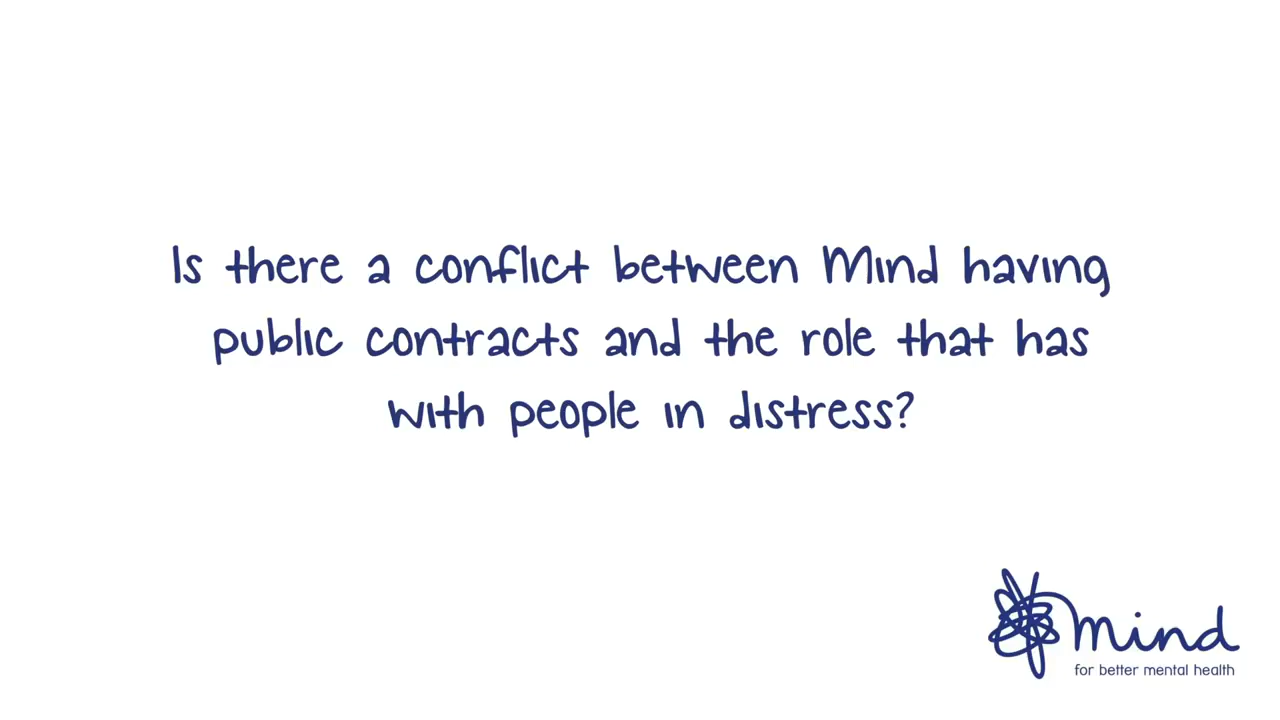 Is there a conflict between Mind having
public contracts and the role that has
with people in distress?
mind
for better mental health